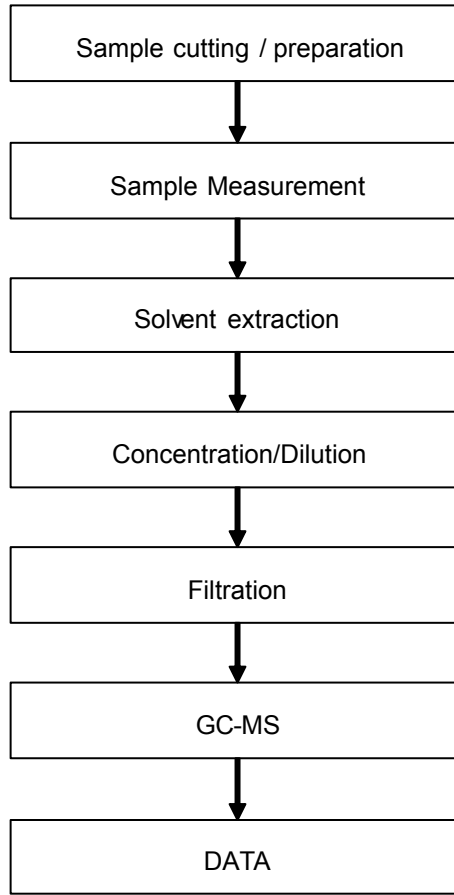 Sample cutting / preparation
Sample Measurement
Solvent extraction
Concentration/Dilution
Filtration
GC-MS
DATA